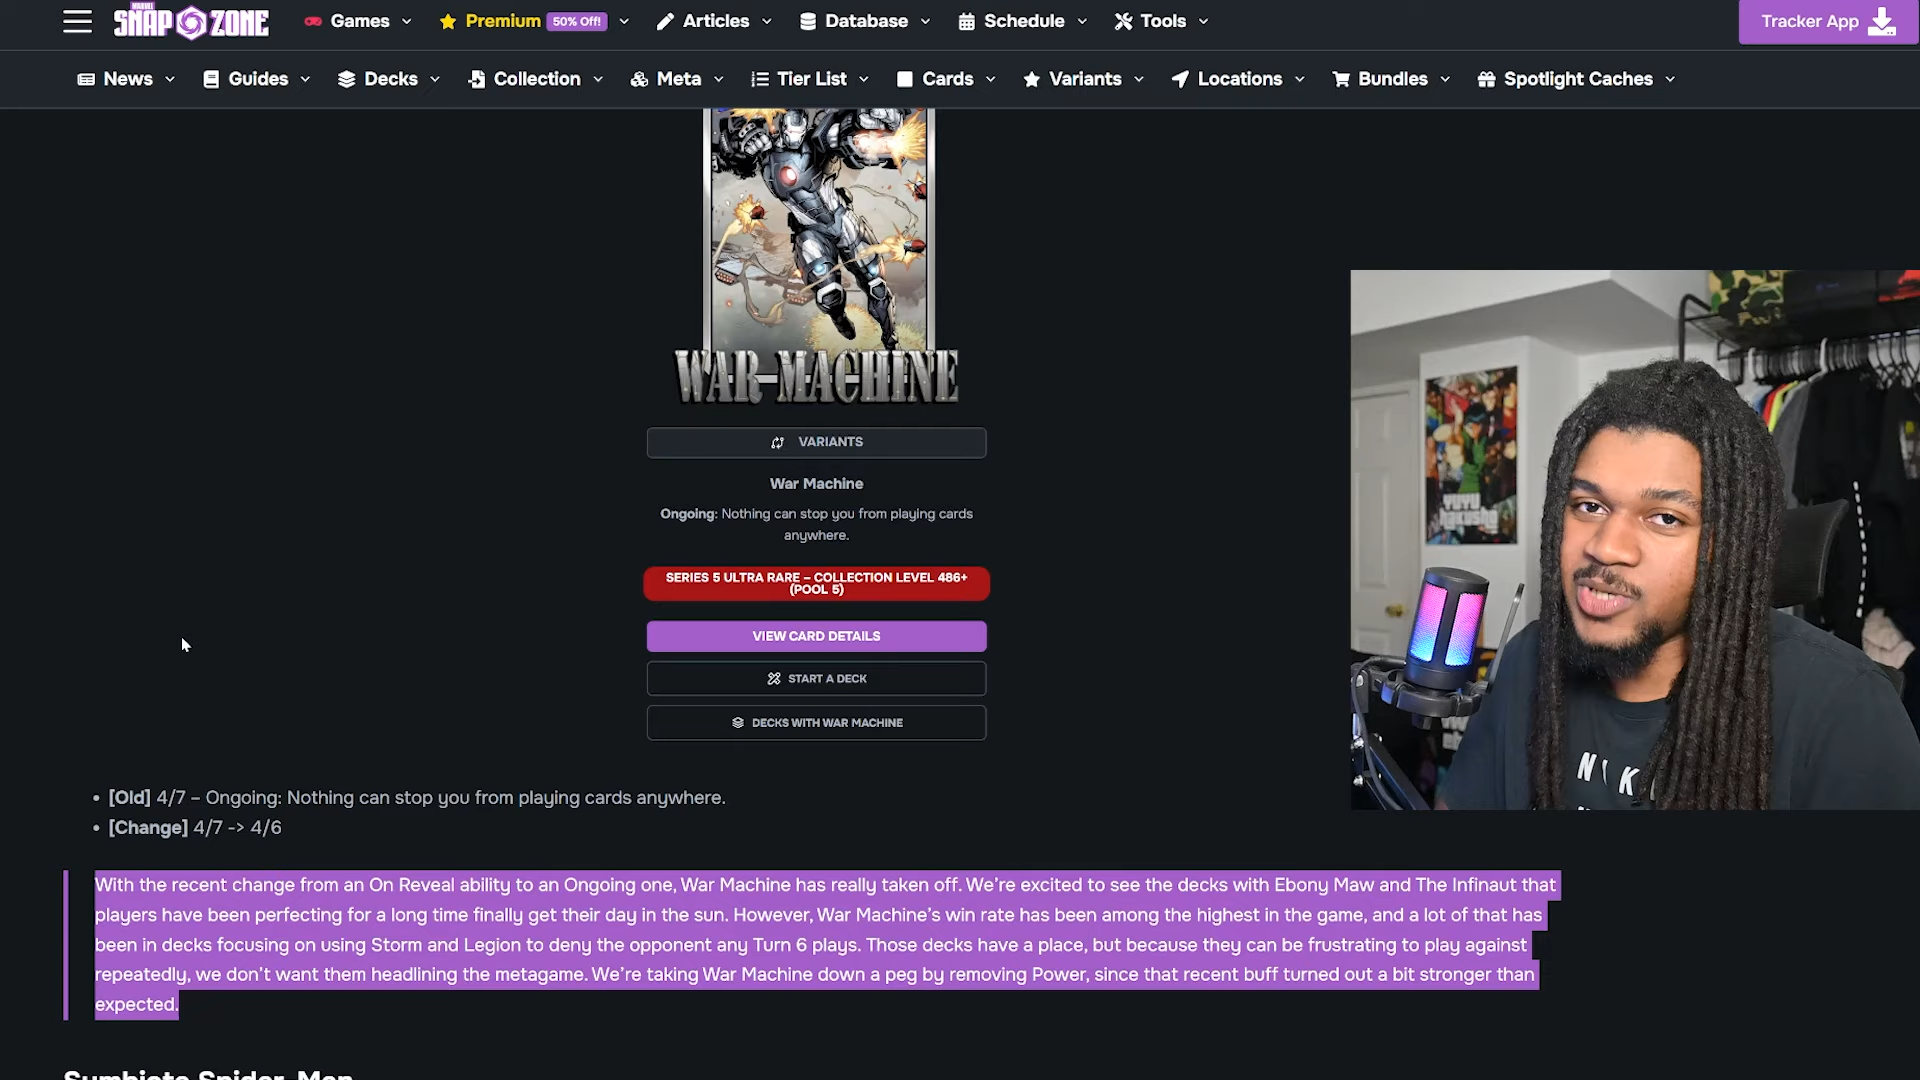 MARVEL
SNAP ZONE
Games
Premium 50% Off!
Articles
Database
Schedule
Tools
Tracker App
News
Guides
Decks
Collection
Meta
Tier List
Cards
Variants
Locations
Bundles
Spotlight Caches
WAR MACHINE
VARIANTS
War Machine
Ongoing: Nothing can stop you from playing cards
anywhere.
SERIES 5 ULTRA RARE – COLLECTION LEVEL 486+
(POOL 5)
VIEW CARD DETAILS
START A DECK
DECKS WITH WAR MACHINE
• [Old] 4/7 – Ongoing: Nothing can stop you from playing cards anywhere.
• [Change] 4/7 -> 4/6
With the recent change from an On Reveal ability to an Ongoing one, War Machine has really taken off. We're excited to see the decks with Ebony Maw and The Infinaut that
players have been perfecting for a long time finally get their day in the sun. However, War Machine's win rate has been among the highest in the game, and a lot of that has
been in decks focusing on using Storm and Legion to deny the opponent any Turn 6 plays. Those decks have a place, but because they can be frustrating to play against
repeatedly, we don't want them headlining the metagame. We're taking War Machine down a peg by removing Power, since that recent buff turned out a bit stronger than
expected.
Symbiote Spider-Man
YUYU
NIK